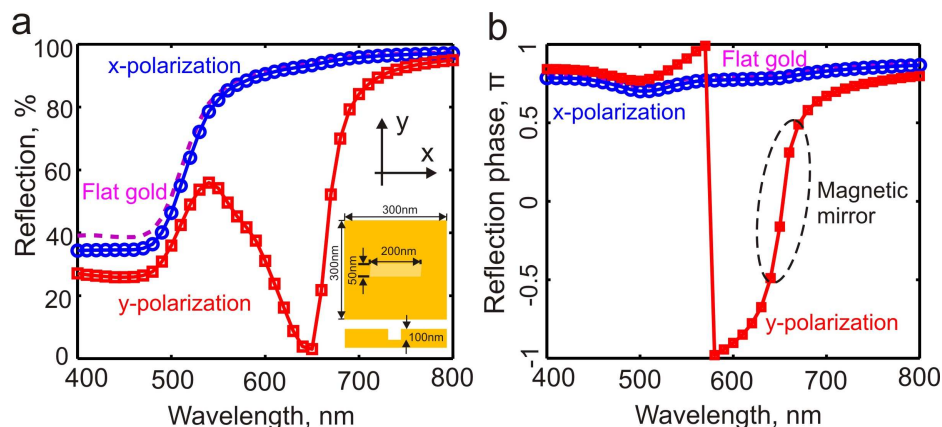 a
100
80
60
40
20
0
Reflection, %
x-polarization
Flat gold
y-polarization
y
x
300nm
300nm
200nm
50nm
100nm
400 500 600 700 800
Wavelength, nm
b
1
0.5
0
-0.5
-1
Reflection phase, π
Flat gold
x-polarization
Magnetic
mirror
y-polarization
400 500 600 700 800
Wavelength, nm